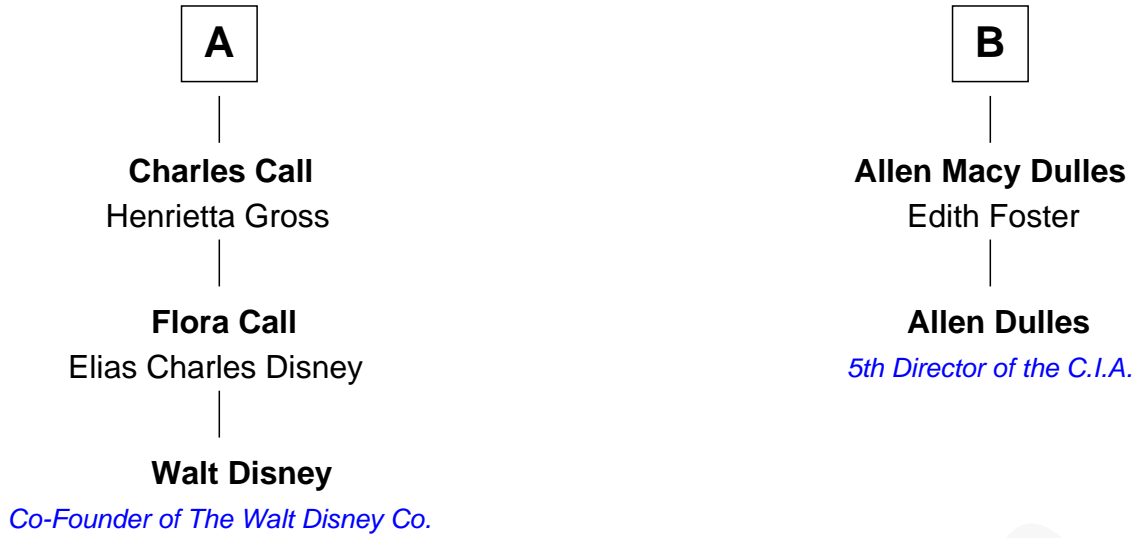 A
B
Charles Call
Henrietta Gross
Allen Macy Dulles
Edith Foster
Flora Call
Elias Charles Disney
Allen Dulles
5th Director of the C.I.A.
Walt Disney
Co-Founder of The Walt Disney Co.